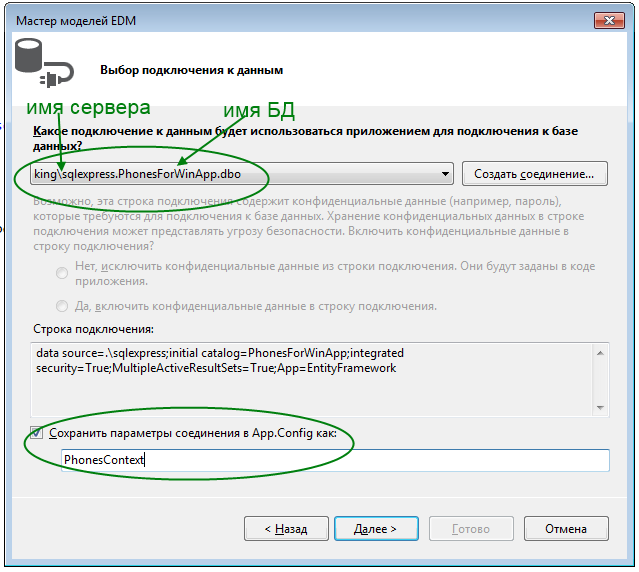 Мастер моделей EDM
Выбор подключения к данным
имя сервера
имя БД
Какое подключение к данным будет использоваться приложением для подключения к базе
данных?
king\sqlexpress.PhonesForWinApp.dbo
Создать соединение...
Возможно, эта строка подключения содержит конфиденциальные данные (например, пароль),
которые требуются для подключения к базе данных. Хранение конфиденциальных данных в строке
подключения может представлять угрозу безопасности. Включить конфиденциальные данные в
строку подключения?
Нет, исключить конфиденциальные данные из строки подключения. Они будут заданы в коде
приложения.
Да, включить конфиденциальные данные в строку подключения.
Строка подключения:
data source=.\sqlexpress;initial catalog=PhonesForWinApp;integrated
security=True;MultipleActiveResultSets=True;App=EntityFramework
Сохранить параметры соединения в App.Config как:
PhonesContext
< Назад
Далее >
Готово
Отмена